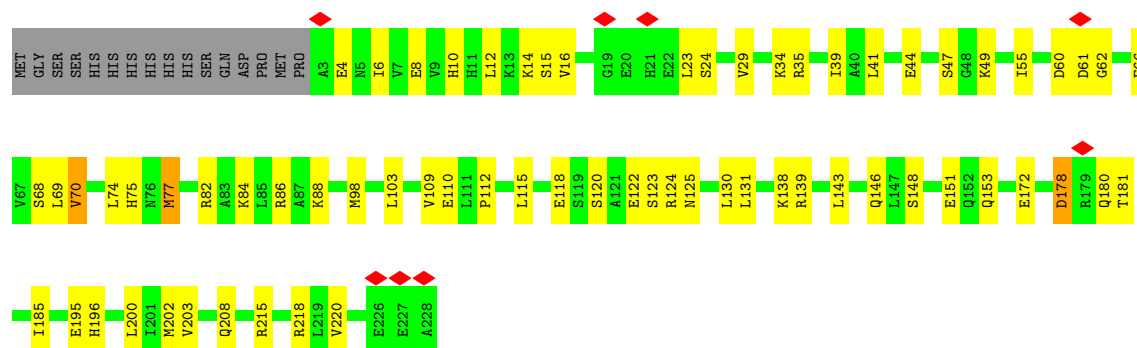 MET GLY SER SER HIS HIS HIS HIS HIS HIS SER GLN ASP PRO MET PRO A3 E4 N5 I6 V7 E8 V9 H10 H11 L12 K13 K14 S15 V16 G19 E20 H21 E22 L23 S24 V29 K34 R35 I39 A40 L41 E44 S47 G48 K49 I55 D60 D61 G62
V67 S68 L69 V70 L74 H75 N76 M77 R82 A83 K84 L85 R86 A87 K88 M98 L103 V109 E110 L111 P112 L115 E118 S119 S120 A121 E122 S123 R124 N125 L130 L131 K138 R139 L143 Q146 L147 S148 E151 Q152 Q153 E172 D178 R179 Q180 T181
I185 E195 H196 L200 I201 M202 V203 Q208 R215 R218 L219 V220 E226 E227 A228